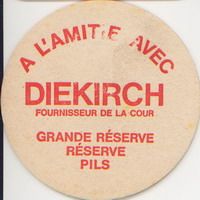 A L'AMITIE AVEC
DIEKIRCH
FOURNISSEUR DE LA COUR
GRANDE RÉSERVE
RÉSERVE
PILS